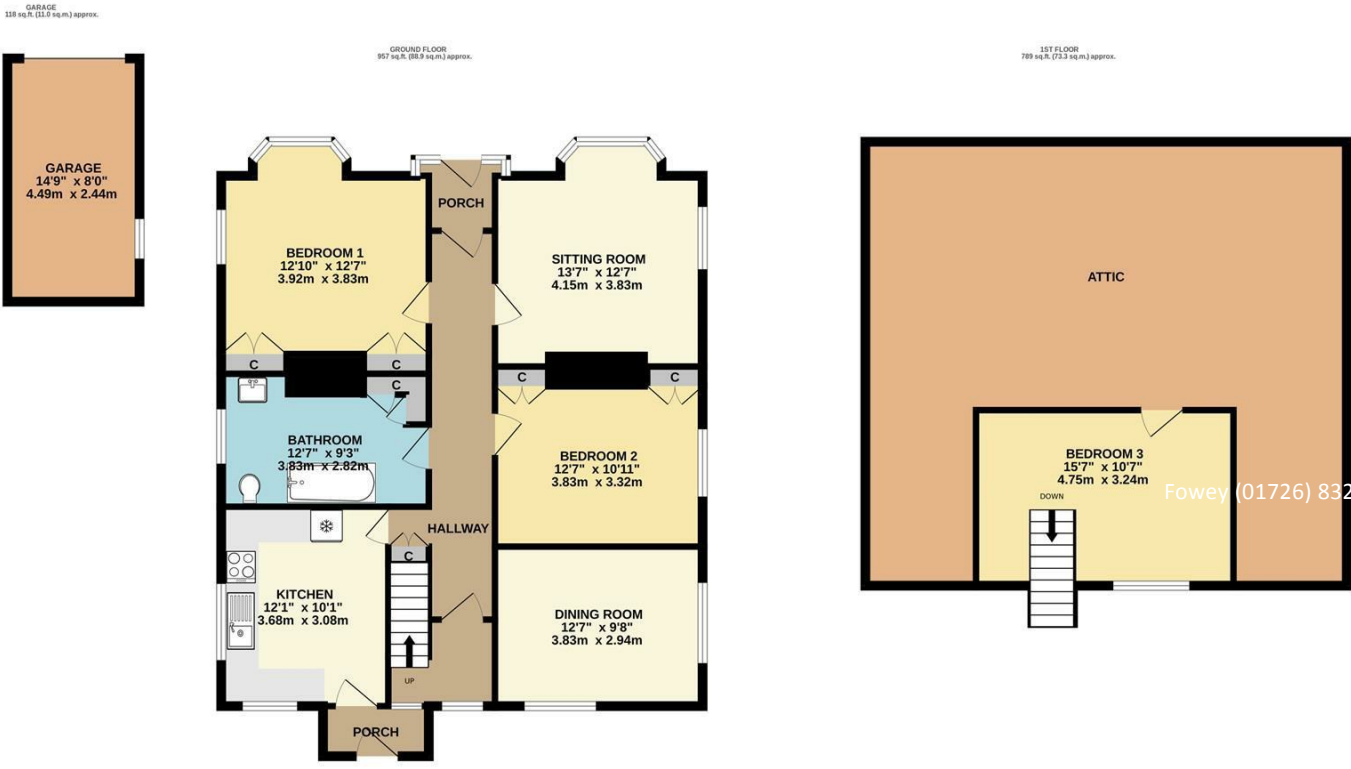 GARAGE
118 sq.ft. (11.0 sq.m.) approx.
GROUND FLOOR
957 sq.ft. (88.9 sq.m.) approx.
1ST FLOOR
789 sq.ft. (73.3 sq.m.) approx.
GARAGE
14'9" x 8'0"
4.49m x 2.44m
PORCH
BEDROOM 1
12'10" x 12'7"
3.92m x 3.83m
SITTING ROOM
13'7" x 12'7"
4.15m x 3.83m
C
C
C
C
C
BATHROOM
12'7" x 9'3"
3.83m x 2.82m
BEDROOM 2
12'7" x 10'11"
3.83m x 3.32m
HALLWAY
C
KITCHEN
12'1" x 10'1"
3.68m x 3.08m
DINING ROOM
12'7" x 9'8"
3.83m x 2.94m
UP
PORCH
ATTIC
BEDROOM 3
15'7" x 10'7"
4.75m x 3.24m
DOWN
Fowey (01726) 832